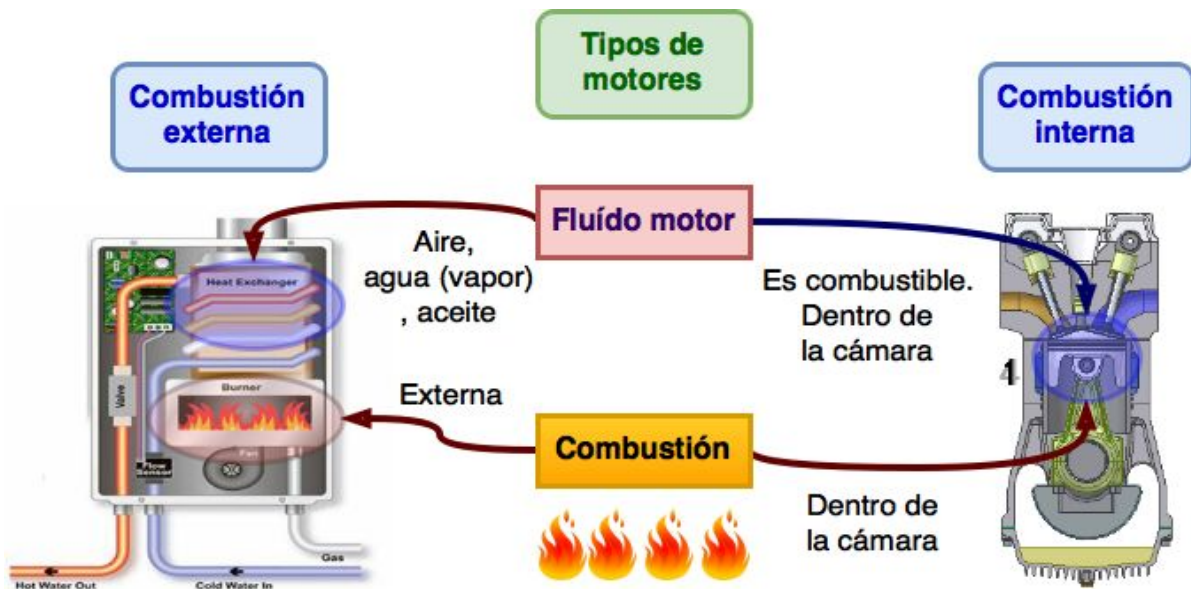 Tipos de
motores
Combustión
externa
Combustión
interna
Fluído motor
Aire,
agua (vapor)
, aceite
Es combustible.
Dentro de
la cámara
Heat Exchanger
Burner
Valve
Fan
Flow
Sensor
Externa
Combustión
Dentro de
la cámara
Gas
Hot Water Out
Cold Water In